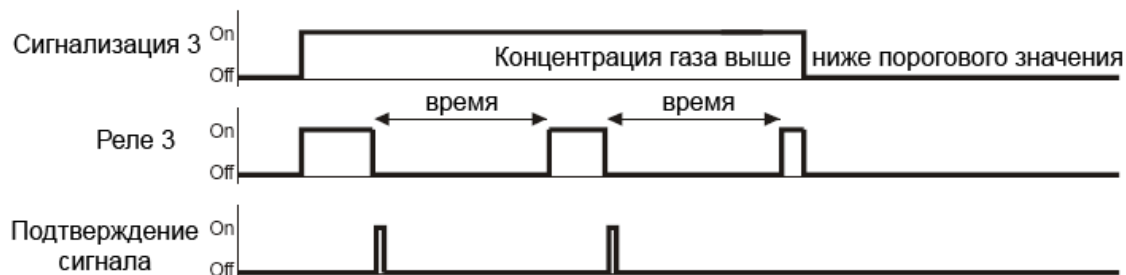 Сигнализация 3
On
Off
Концентрация газа выше
ниже порогового значения
Реле 3
On
Off
время
время
Подтверждение
сигнала
On
Off